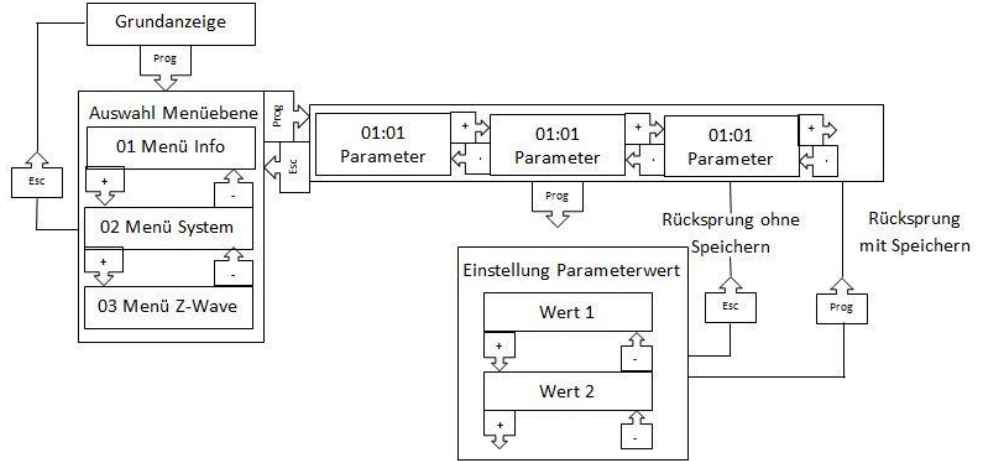 Grundanzeige
Prog
Auswahl Menüebene
01 Menü Info
+
-
02 Menü System
+
-
03 Menü Z-Wave
Esc
Prog
Esc
01:01
Parameter
+
.
01:01
Parameter
+
.
01:01
Parameter
+
.
Prog
Rücksprung ohne
Speichern
Rücksprung
mit Speichern
Esc
Prog
Einstellung Parameterwert
Wert 1
+
-
Wert 2
+
-